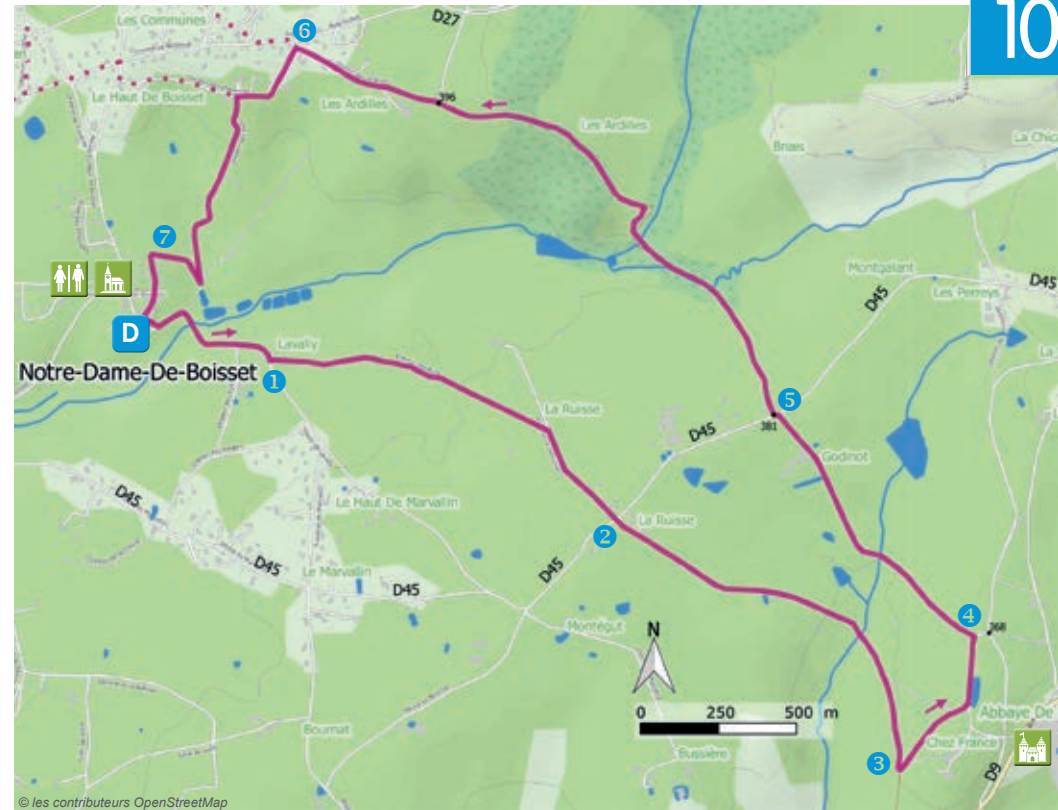 10
Les Communes
D27
6
Le Haut De Boisset
Les Ardilles
396
Les Ardilles
Briais
7
Montgalant
D45
Les Perreys
D45
D
Notre-Dame-De-Boisset
Lavally
1
La Ruisse
5
381
D45
Godinot
D45
Le Haut De Marvallin
La Ruisse
2
D45
Le Marvallin
D45
D45
Montégut
4
368
N
0 250 500 m
Abbaye De
Bournat
Chez France
Bussière
3
D9
© les contributeurs OpenStreetMap